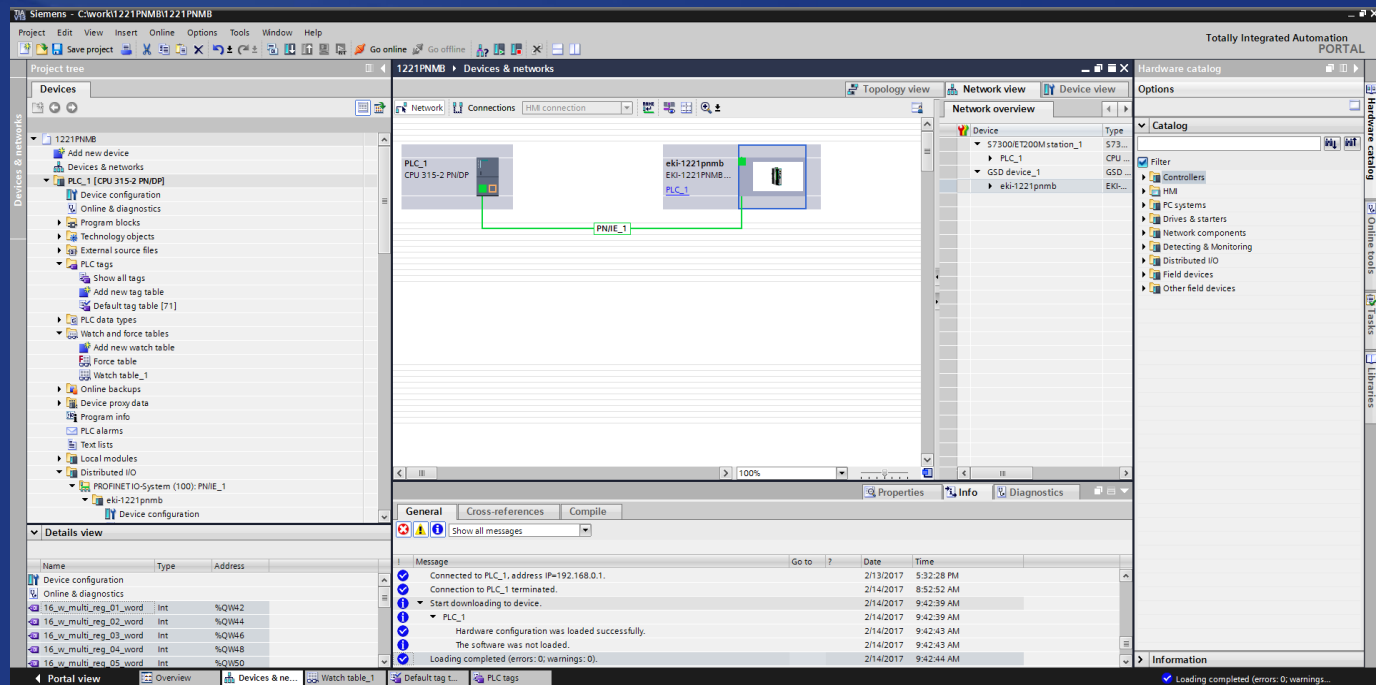 Siemens - C:\work\1221PNMB\1221PNMB
Project Edit View Insert Online Options Tools Window Help
Totally Integrated Automation
PORTAL
Save project
Go online
Go offline
Project tree
1221PNMB
Devices & networks
Hardware catalog
Devices
Topology view
Network view
Device view
Options
Network
Connections
HMI connection
Network overview
Catalog
Filter
Controllers
HMI
PC systems
Drives & starters
Network components
Detecting & Monitoring
Distributed I/O
Field devices
Other field devices
1221PNMB
Add new device
Devices & networks
PLC_1 [CPU 315-2 PN/DP]
Device configuration
Online & diagnostics
Program blocks
Technology objects
External source files
PLC tags
Show all tags
Add new tag table
Default tag table [71]
PLC data types
Watch and force tables
Add new watch table
Force table
Watch table_1
Online backups
Device proxy data
Program info
PLC alarms
Text lists
Local modules
Distributed I/O
PROFINET IO-System (100): PN/IE_1
eki-1221pnmb
Device configuration
PLC_1
CPU 315-2 PN/DP
eki-1221pnmb
EKI-1221PNMB...
PLC_1
PN/IE_1
Device Type
S7300/ET200M station_1 S73...
PLC_1 CPU ...
GSD device_1 GSD ...
eki-1221pnmb EKI-...
100%
Properties
Info
Diagnostics
General
Cross-references
Compile
Show all messages
! Message Go to ? Date Time
Connected to PLC_1, address IP=192.168.0.1. 2/13/2017 5:32:28 PM
Connection to PLC_1 terminated. 2/14/2017 8:52:52 AM
Start downloading to device. 2/14/2017 9:42:39 AM
PLC_1 2/14/2017 9:42:39 AM
Hardware configuration was loaded successfully. 2/14/2017 9:42:43 AM
The software was not loaded. 2/14/2017 9:42:43 AM
Loading completed (errors: 0; warnings: 0). 2/14/2017 9:42:44 AM
Details view
Name Type Address
Device configuration
Online & diagnostics
16_w_multi_reg_01_word Int %QW42
16_w_multi_reg_02_word Int %QW44
16_w_multi_reg_03_word Int %QW46
16_w_multi_reg_04_word Int %QW48
16_w_multi_reg_05_word Int %QW50
Information
Devices & networks
Hardware catalog
Online tools
Tasks
Libraries
Portal view
Overview
Devices & ne...
Watch table_1
Default tag t...
PLC tags
Loading completed (errors: 0; warnings...